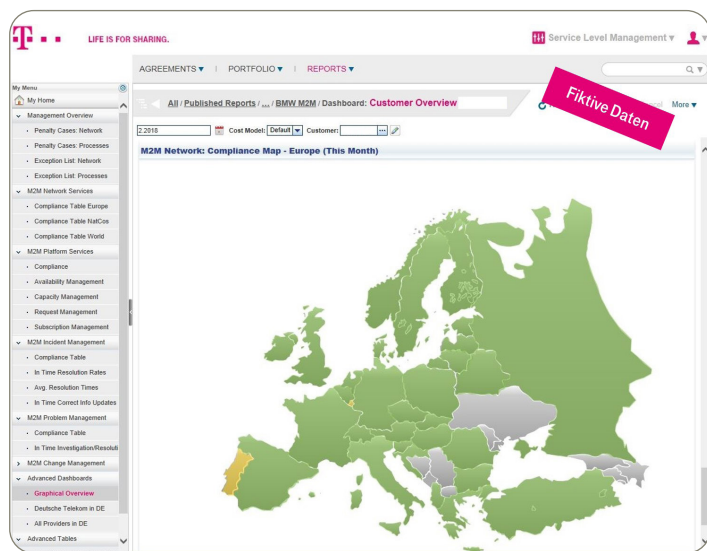 T
LIFE IS FOR SHARING.
Service Level Management
AGREEMENTS
PORTFOLIO
REPORTS
My Menu
My Home
All / Published Reports / ... / BMW M2M / Dashboard: Customer Overview
More
Fiktive Daten
2.2018
Cost Model:
Default
Customer:
...
M2M Network: Compliance Map - Europe (This Month)
Management Overview
Penalty Cases: Network
Penalty Cases: Processes
Exception List: Network
Exception List: Processes
M2M Network Services
Compliance Table Europe
Compliance Table NatCos
Compliance Table World
M2M Platform Services
Compliance
Availability Management
Capacity Management
Request Management
Subscription Management
M2M Incident Management
Compliance Table
In Time Resolution Rates
Avg. Resolution Times
In Time Correct Info Updates
M2M Problem Management
Compliance Table
In Time Investigation/Resoluti
M2M Change Management
Advanced Dashboards
Graphical Overview
Deutsche Telekom in DE
All Providers in DE
Advanced Tables